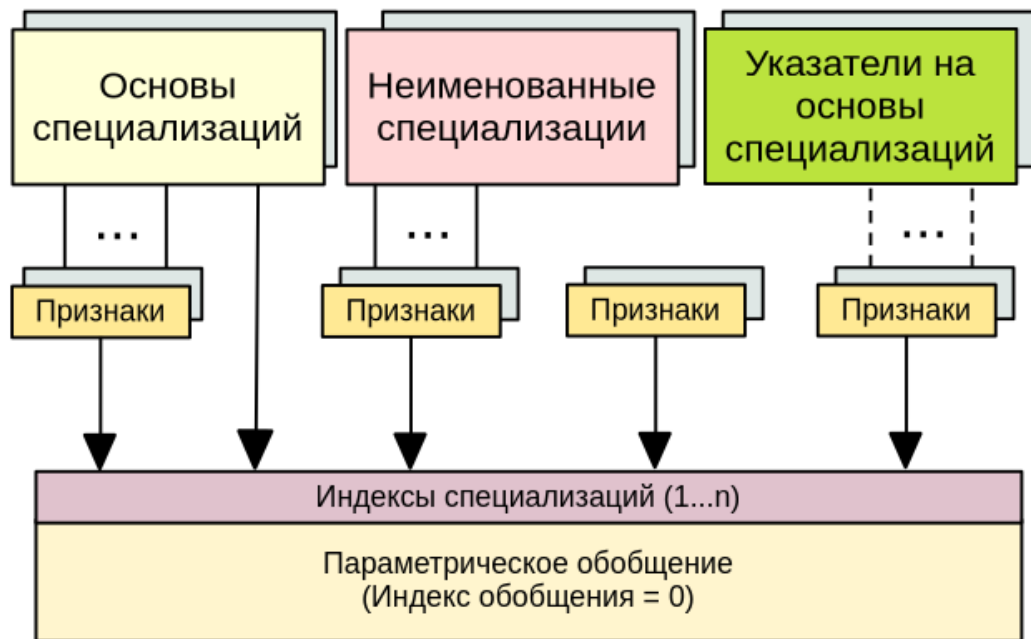 Основы
специализаций
Неименованные
специализации
Указатели на
основы
специализаций
...
...
...
Признаки
Признаки
Признаки
Признаки
Индексы специализаций (1...n)
Параметрическое обобщение
(Индекс обобщения = 0)